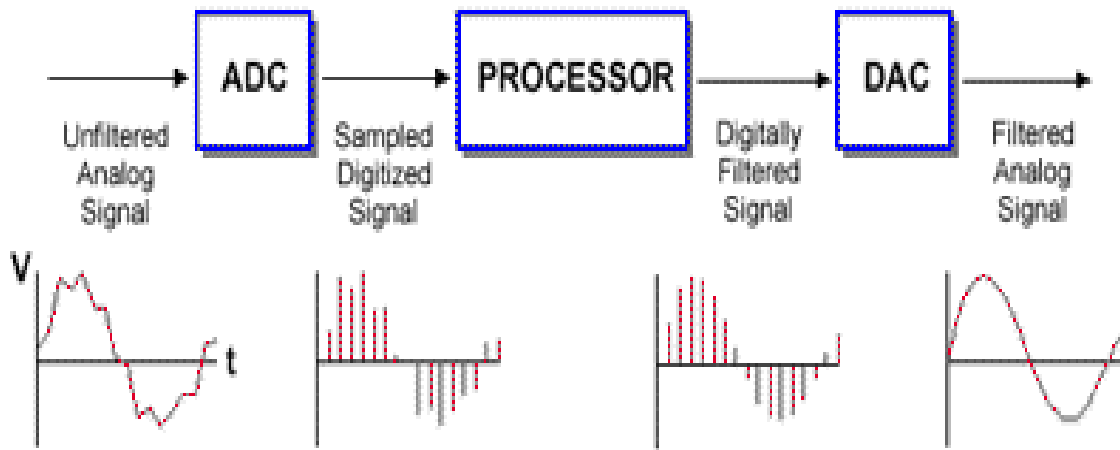 ADC
PROCESSOR
DAC
Unfiltered
Analog
Signal
Sampled
Digitized
Signal
Digitally
Filtered
Signal
Filtered
Analog
Signal
V
t